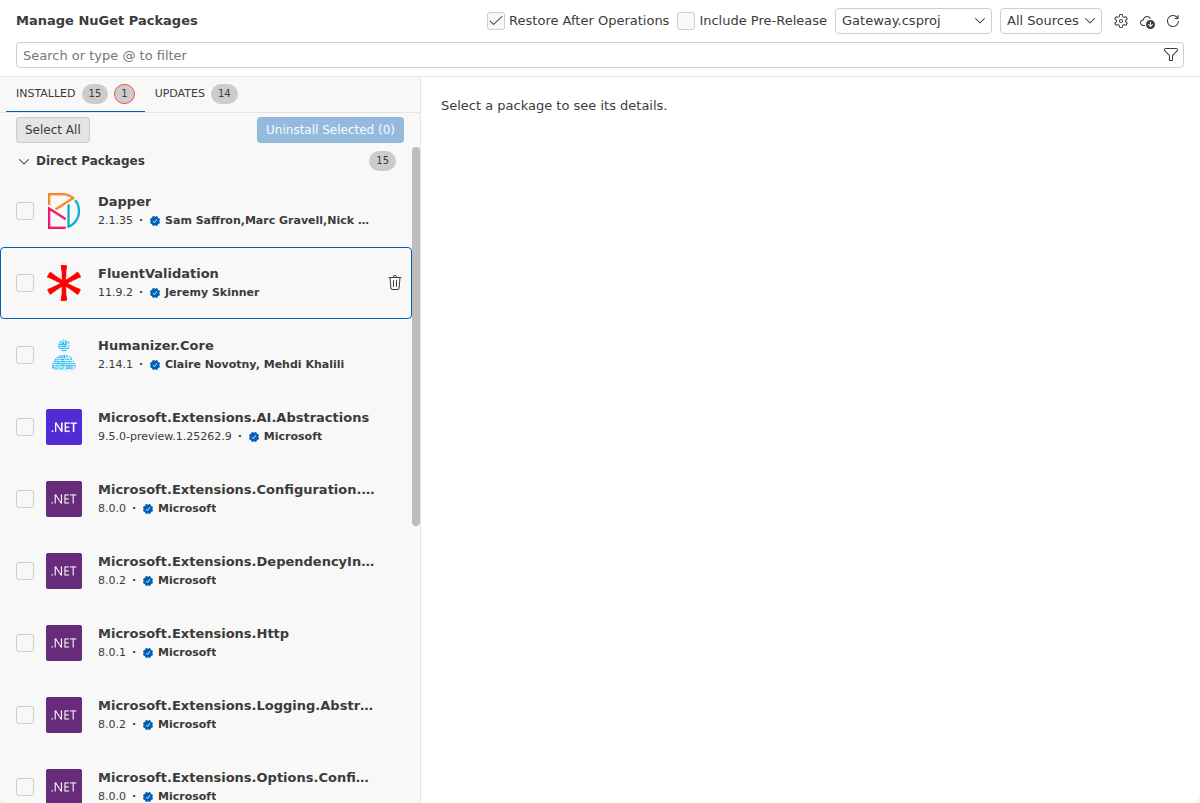 Manage NuGet Packages
Restore After Operations
Include Pre-Release
Gateway.csproj
All Sources
Search or type @ to filter
INSTALLED 15 1 UPDATES 14
Select All
Uninstall Selected (0)
Direct Packages 15
Dapper
2.1.35 · Sam Saffron,Marc Gravell,Nick ...
FluentValidation
11.9.2 · Jeremy Skinner
Humanizer.Core
2.14.1 · Claire Novotny, Mehdi Khalili
.NET
Microsoft.Extensions.AI.Abstractions
9.5.0-preview.1.25262.9 · Microsoft
.NET
Microsoft.Extensions.Configuration....
8.0.0 · Microsoft
.NET
Microsoft.Extensions.DependencyIn...
8.0.2 · Microsoft
.NET
Microsoft.Extensions.Http
8.0.1 · Microsoft
.NET
Microsoft.Extensions.Logging.Abstr...
8.0.2 · Microsoft
.NET
Microsoft.Extensions.Options.Confi...
8.0.0 · Microsoft
Select a package to see its details.